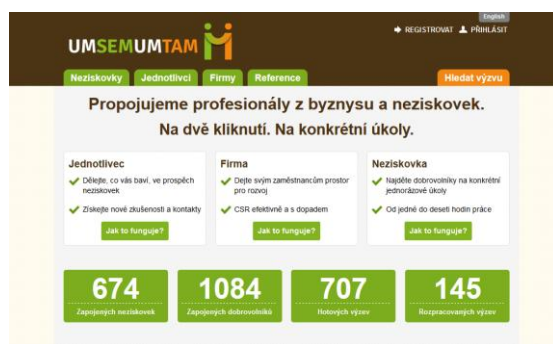 English
UMSEMUMTAM
REGISTROVAT PŘIHLÁSIT
Neziskovky Jednotlivci Firmy Reference Hledat výzvu
Propojujeme profesionály z byznysu a neziskovek.
Na dvě kliknutí. Na konkrétní úkoly.
Jednotlivec
Dělejte, co vás baví, ve prospěch
neziskovek
Získejte nové zkušenosti a kontakty
Jak to funguje?
Firma
Dejte svým zaměstnancům prostor
pro rozvoj
CSR efektivně a s dopadem
Jak to funguje?
Neziskovka
Najděte dobrovolníky na konkrétní
jednorázové úkoly
Od jedné do deseti hodin práce
Jak to funguje?
674
Zapojených neziskovek
1084
Zapojených dobrovolníků
707
Hotových výzev
145
Rozpracovaných výzev